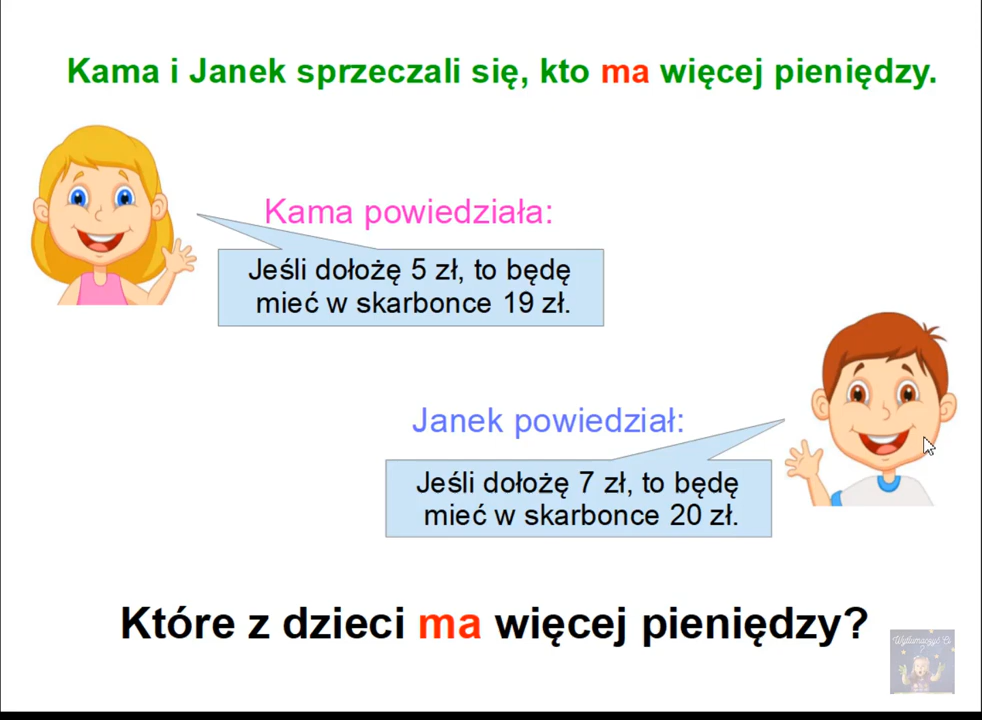 Kama i Janek sprzeczali się, kto ma więcej pieniędzy.
Kama powiedziała:
Jeśli dołożę 5 zł, to będę
mieć w skarbonce 19 zł.
Janek powiedział:
Jeśli dołożę 7 zł, to będę
mieć w skarbonce 20 zł.
Które z dzieci ma więcej pieniędzy?